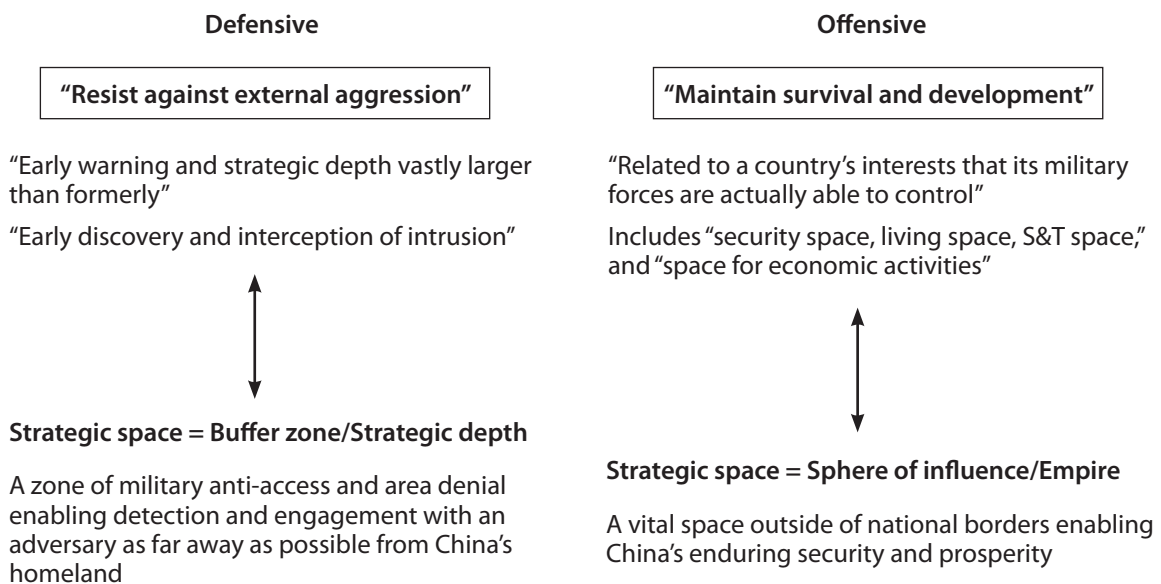 Defensive
“Resist against external aggression”
“Early warning and strategic depth vastly larger
than formerly”
“Early discovery and interception of intrusion”
Strategic space = Buffer zone/Strategic depth
A zone of military anti-access and area denial
enabling detection and engagement with an
adversary as far away as possible from China’s
homeland
Offensive
“Maintain survival and development”
“Related to a country’s interests that its military
forces are actually able to control”
Includes “security space, living space, S&T space,”
and “space for economic activities”
Strategic space = Sphere of influence/Empire
A vital space outside of national borders enabling
China’s enduring security and prosperity